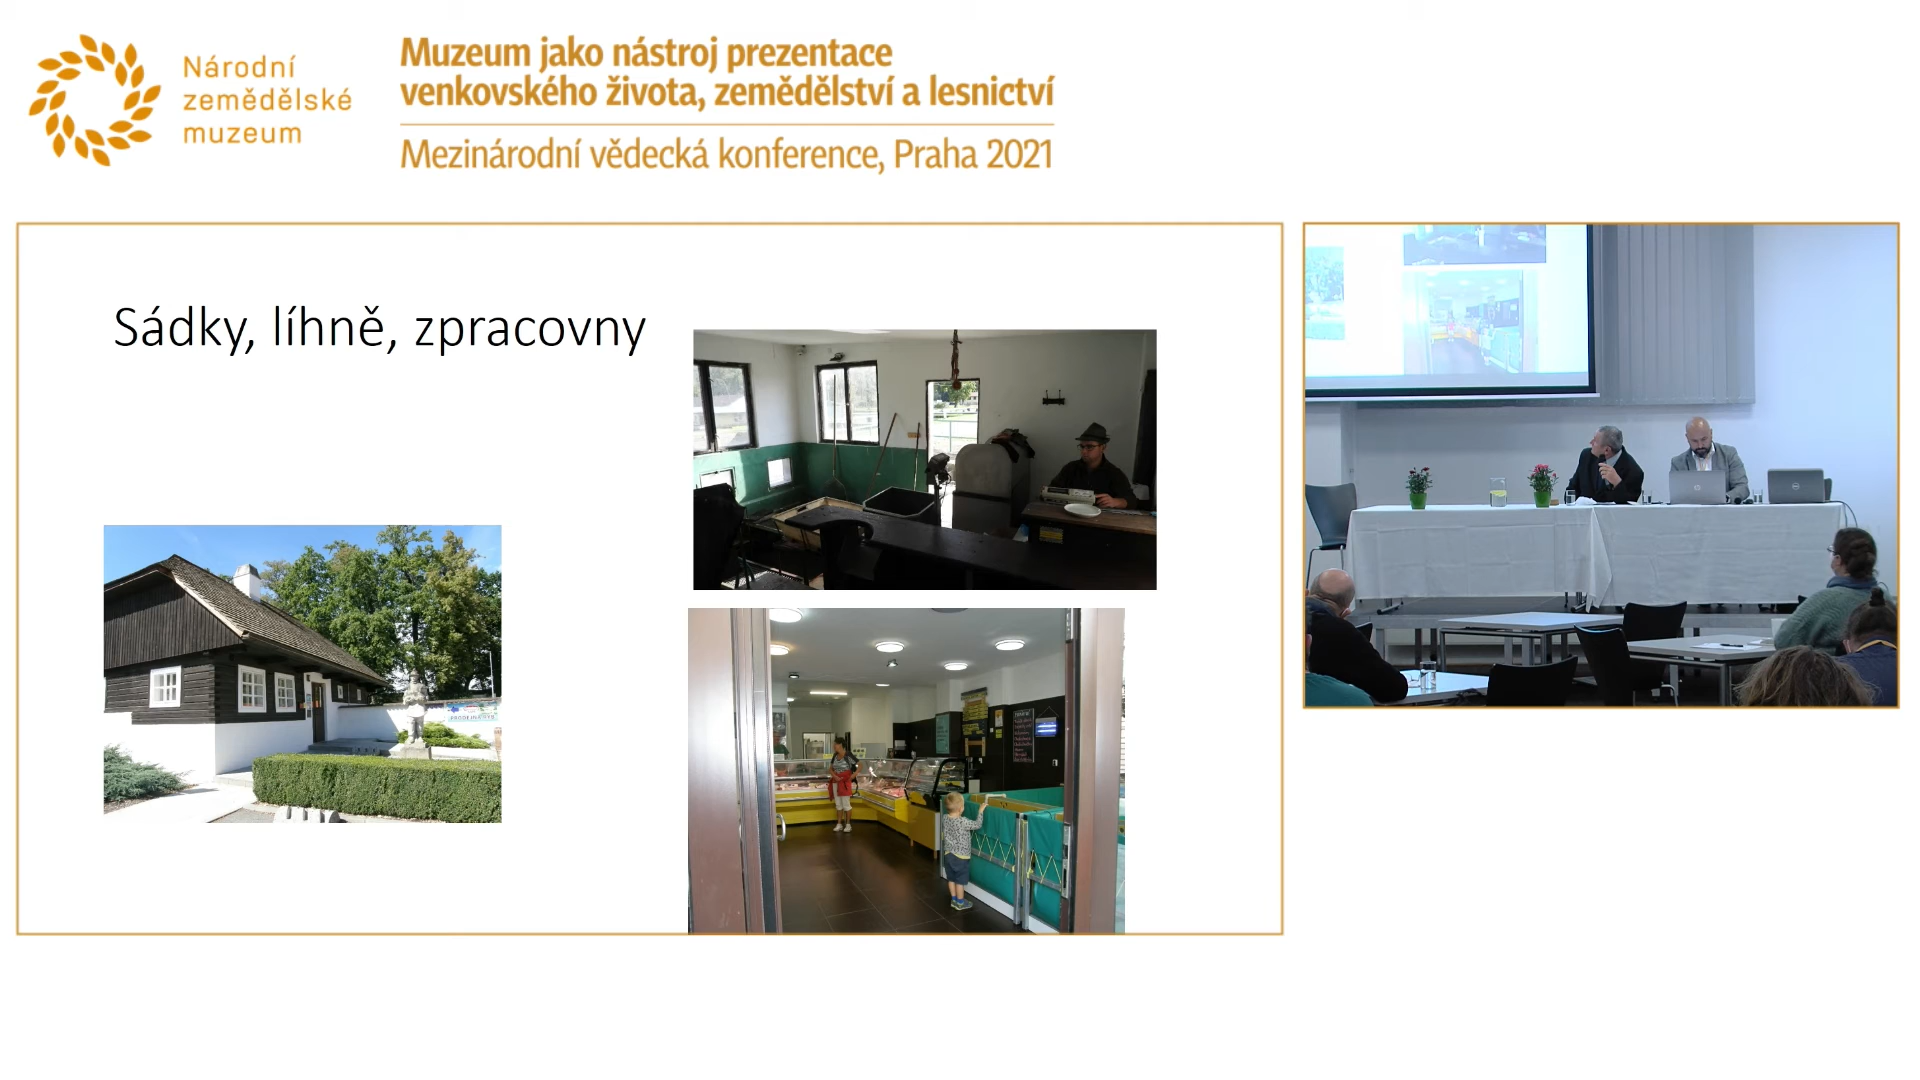 Národní
zemědělské
muzeum
Muzeum jako nástroj prezentace
venkovského života, zemědělství a lesnictví
Mezinárodní vědecká konference, Praha 2021
Sádky, líhně, zpracovny